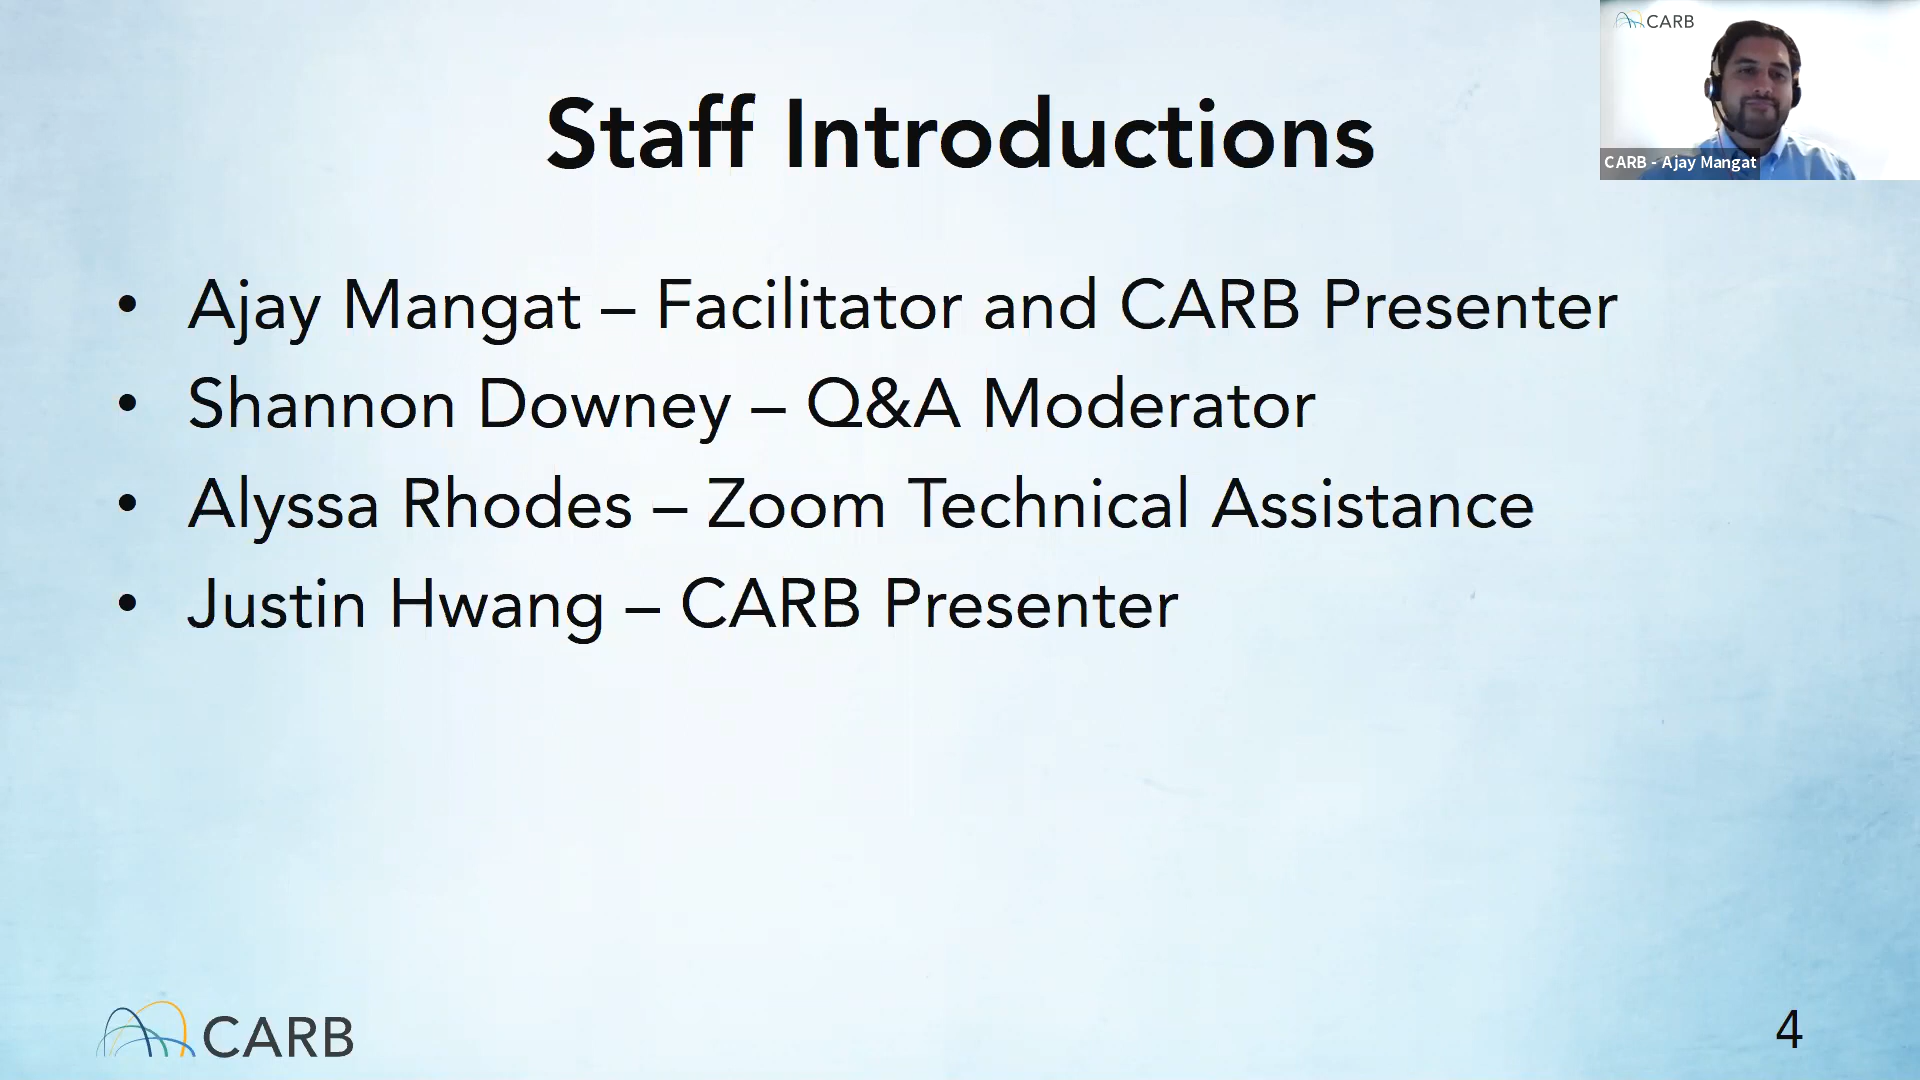 CARB
Staff Introductions
CARB - Ajay Mangat
• Ajay Mangat – Facilitator and CARB Presenter
• Shannon Downey – Q&A Moderator
• Alyssa Rhodes – Zoom Technical Assistance
• Justin Hwang – CARB Presenter
CARB
4